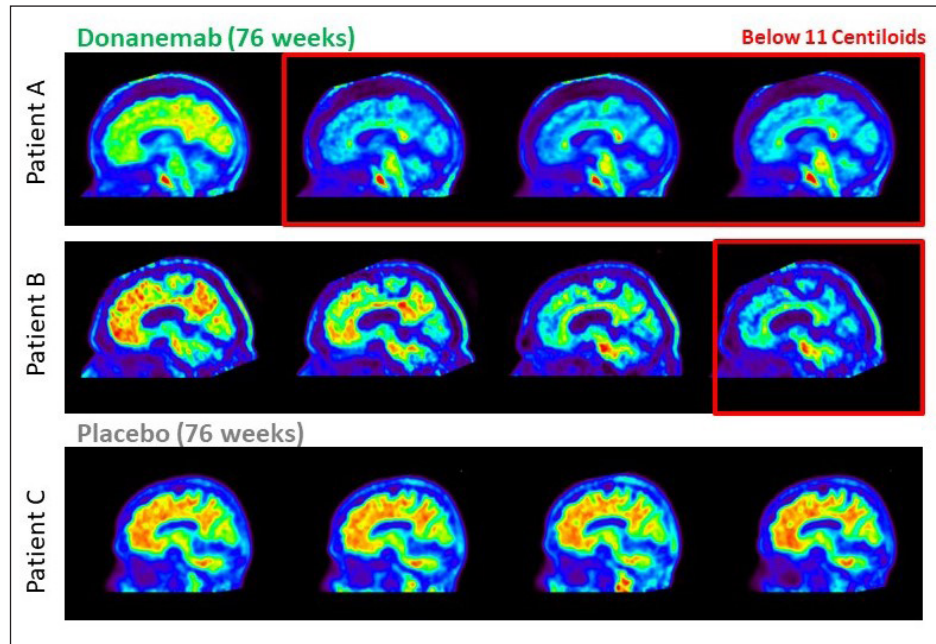 Donanemab (76 weeks)
Below 11 Centiloids
Patient A
Patient B
Placebo (76 weeks)
Patient C